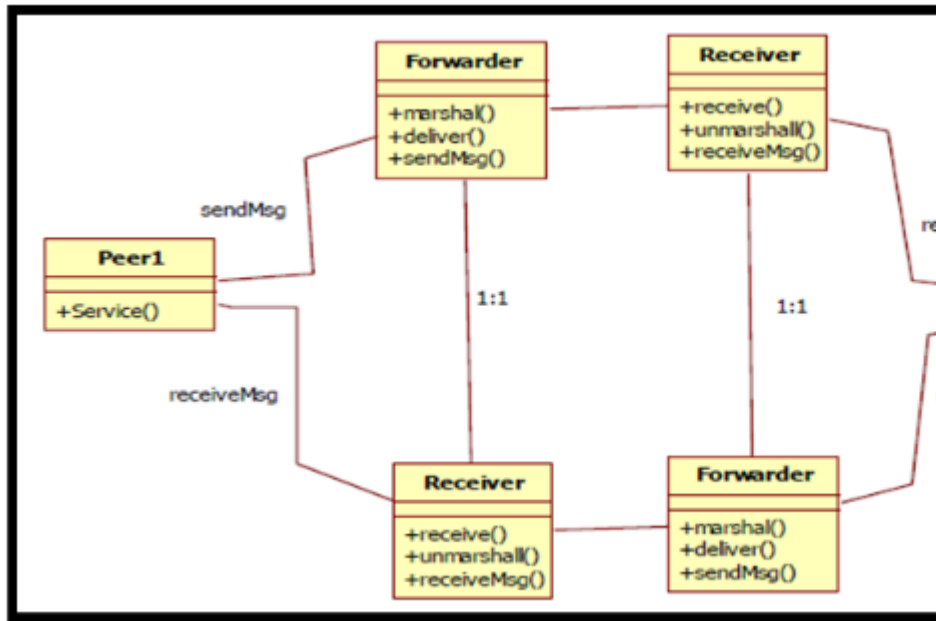 Forwarder
+marshal()
+deliver()
+sendMsg()
Receiver
+receive()
+unmarshall()
+receiveMsg()
sendMsg
re
Peer1
+Service()
1:1
1:1
receiveMsg
Receiver
+receive()
+unmarshall()
+receiveMsg()
Forwarder
+marshal()
+deliver()
+sendMsg()